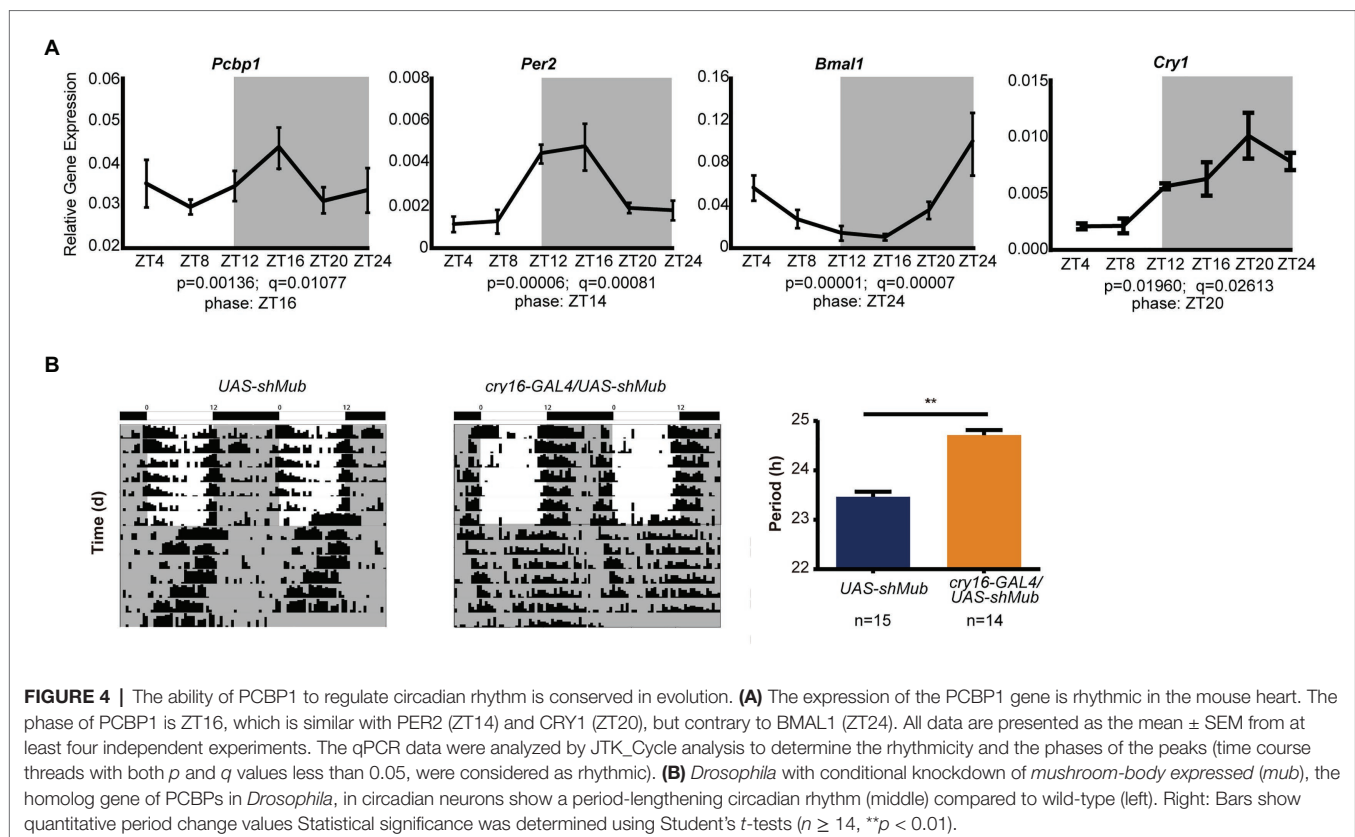 A
Pcbp1
Per2
Bmal1
Cry1
Relative Gene Expression
0.06
0.05
0.04
0.03
0.02
0.008
0.006
0.004
0.002
0
0.16
0.12
0.08
0.04
0
0.015
0.010
0.005
0.000
ZT4 ZT8 ZT12 ZT16 ZT20 ZT24
ZT4 ZT8 ZT12 ZT16 ZT20 ZT24
ZT4 ZT8 ZT12 ZT16 ZT20 ZT24
ZT4 ZT8 ZT12 ZT16 ZT20 ZT24
p=0.00136; q=0.01077
phase: ZT16
p=0.00006; q=0.00081
phase: ZT14
p=0.00001; q=0.00007
phase: ZT24
p=0.01960; q=0.02613
phase: ZT20
B
UAS-shMub
0 12 0 12
Time (d)
cry16-GAL4/UAS-shMub
0 12 0 12
**
Period (h)
25
24
23
22
UAS-shMub
cry16-GAL4/
UAS-shMub
n=15
n=14
FIGURE 4 | The ability of PCBP1 to regulate circadian rhythm is conserved in evolution. (A) The expression of the PCBP1 gene is rhythmic in the mouse heart. The
phase of PCBP1 is ZT16, which is similar with PER2 (ZT14) and CRY1 (ZT20), but contrary to BMAL1 (ZT24). All data are presented as the mean ± SEM from at
least four independent experiments. The qPCR data were analyzed by JTK_Cycle analysis to determine the rhythmicity and the phases of the peaks (time course
threads with both p and q values less than 0.05, were considered as rhythmic). (B) Drosophila with conditional knockdown of mushroom-body expressed (mub), the
homolog gene of PCBPs in Drosophila, in circadian neurons show a period-lengthening circadian rhythm (middle) compared to wild-type (left). Right: Bars show
quantitative period change values Statistical significance was determined using Student's t-tests (n ≥ 14, **p < 0.01).